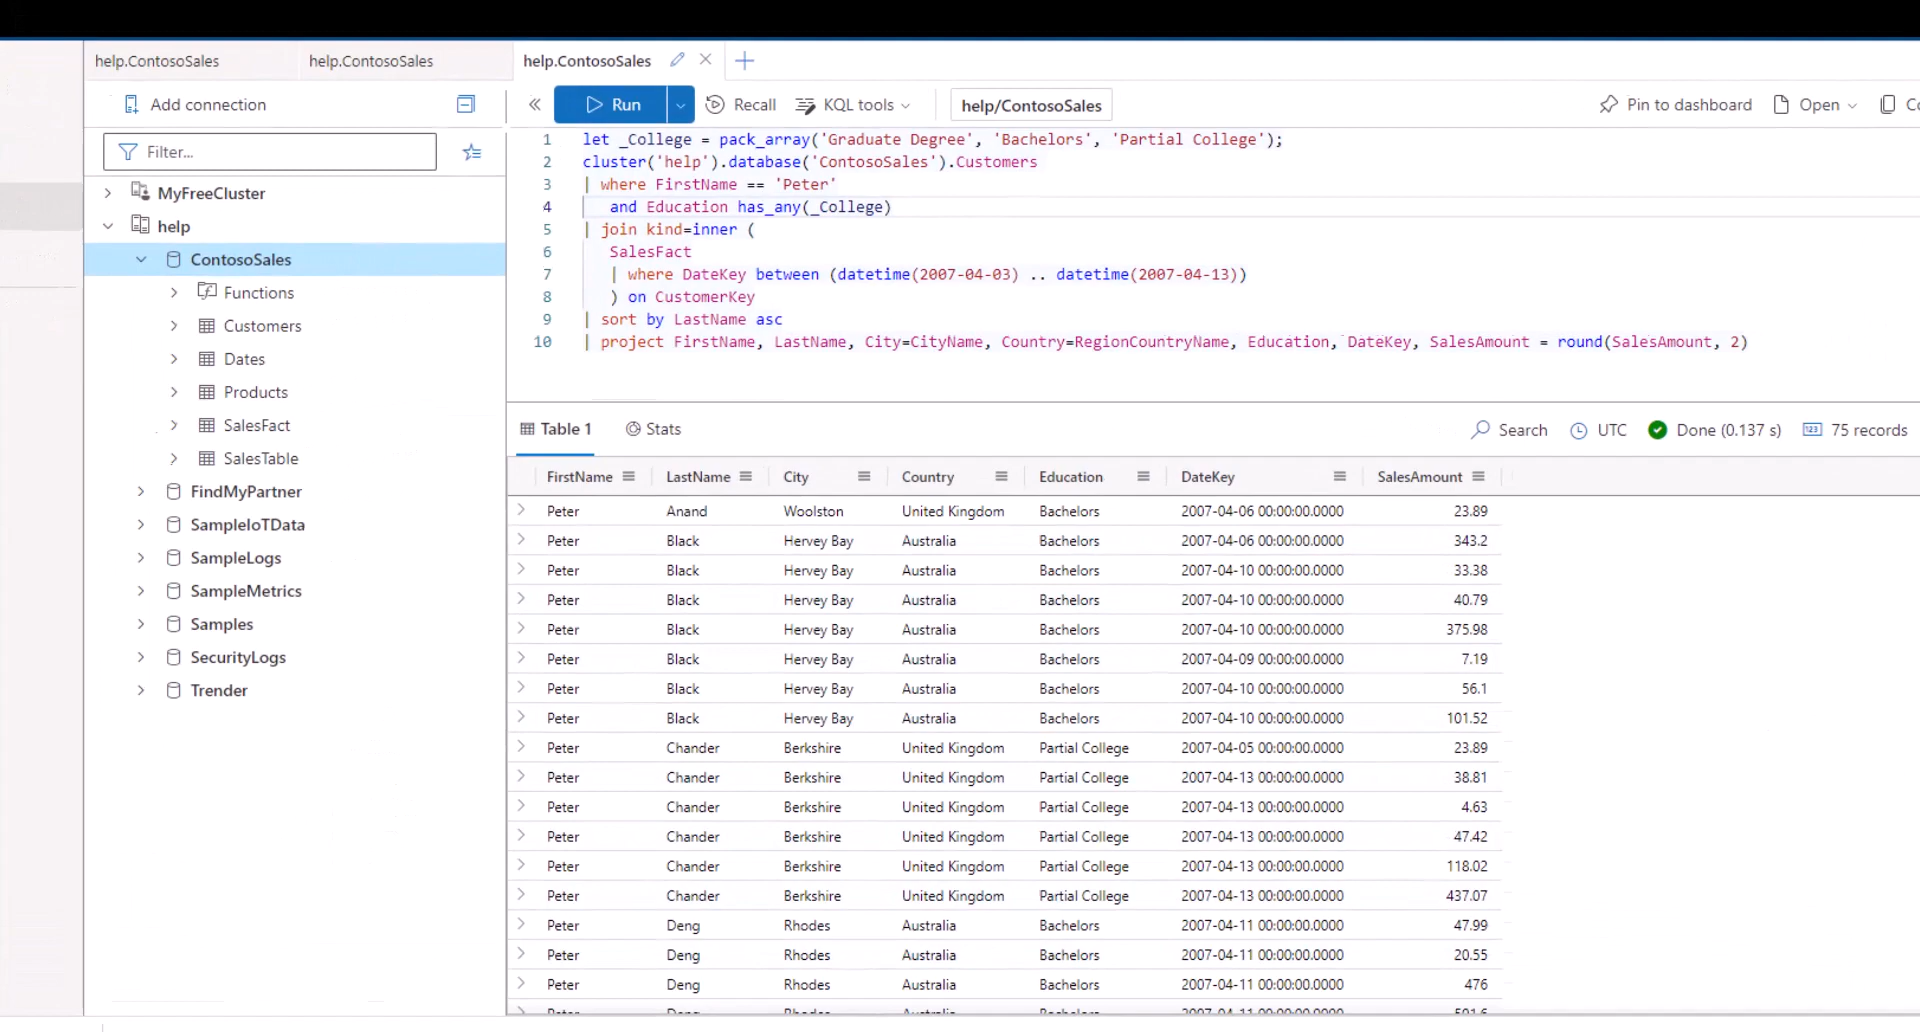 help.ContosoSales help.ContosoSales help.ContosoSales
Add connection
Filter...
MyFreeCluster
help
ContosoSales
Functions
Customers
Dates
Products
SalesFact
SalesTable
FindMyPartner
SampleIoTData
SampleLogs
SampleMetrics
Samples
SecurityLogs
Trender
Run Recall KQL tools help/ContosoSales Pin to dashboard Open
1 let _College = pack_array('Graduate Degree', 'Bachelors', 'Partial College');
2 cluster('help').database('ContosoSales').Customers
3 | where FirstName == 'Peter'
4 and Education has_any(_College)
5 | join kind=inner (
6 SalesFact
7 | where DateKey between (datetime(2007-04-03) .. datetime(2007-04-13))
8 ) on CustomerKey
9 | sort by LastName asc
10 | project FirstName, LastName, City=CityName, Country=RegionCountryName, Education, DateKey, SalesAmount = round(SalesAmount, 2)
Table 1 Stats Search UTC Done (0.137 s) 123 75 records
FirstName LastName City Country Education DateKey SalesAmount
Peter Anand Woolston United Kingdom Bachelors 2007-04-06 00:00:00.0000 23.89
Peter Black Hervey Bay Australia Bachelors 2007-04-06 00:00:00.0000 343.2
Peter Black Hervey Bay Australia Bachelors 2007-04-10 00:00:00.0000 33.38
Peter Black Hervey Bay Australia Bachelors 2007-04-10 00:00:00.0000 40.79
Peter Black Hervey Bay Australia Bachelors 2007-04-10 00:00:00.0000 375.98
Peter Black Hervey Bay Australia Bachelors 2007-04-09 00:00:00.0000 7.19
Peter Black Hervey Bay Australia Bachelors 2007-04-10 00:00:00.0000 56.1
Peter Black Hervey Bay Australia Bachelors 2007-04-10 00:00:00.0000 101.52
Peter Chander Berkshire United Kingdom Partial College 2007-04-05 00:00:00.0000 23.89
Peter Chander Berkshire United Kingdom Partial College 2007-04-13 00:00:00.0000 38.81
Peter Chander Berkshire United Kingdom Partial College 2007-04-13 00:00:00.0000 4.63
Peter Chander Berkshire United Kingdom Partial College 2007-04-13 00:00:00.0000 47.42
Peter Chander Berkshire United Kingdom Partial College 2007-04-13 00:00:00.0000 118.02
Peter Chander Berkshire United Kingdom Partial College 2007-04-13 00:00:00.0000 437.07
Peter Deng Rhodes Australia Bachelors 2007-04-11 00:00:00.0000 47.99
Peter Deng Rhodes Australia Bachelors 2007-04-11 00:00:00.0000 20.55
Peter Deng Rhodes Australia Bachelors 2007-04-11 00:00:00.0000 476